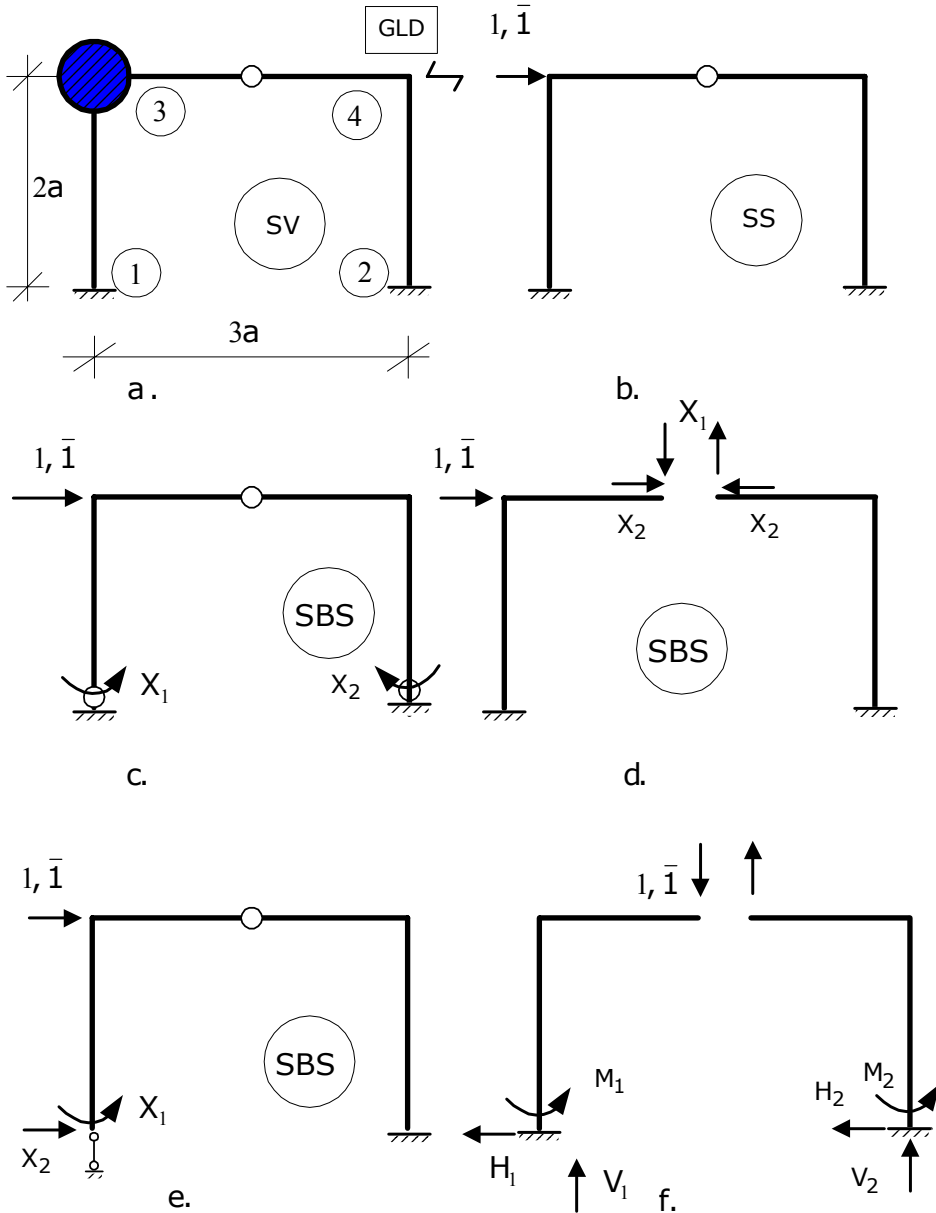 GLD
1, 1̄
3
4
2a
SV
SS
1
2
3a
a.
b.
X₁
1, 1̄
1, 1̄
X₂
X₂
SBS
X₁
X₂
SBS
c.
d.
1, 1̄
1, 1̄
SBS
X₁
X₂
M₁
H₂
M₂
H₁
V₁
V₂
e.
f.